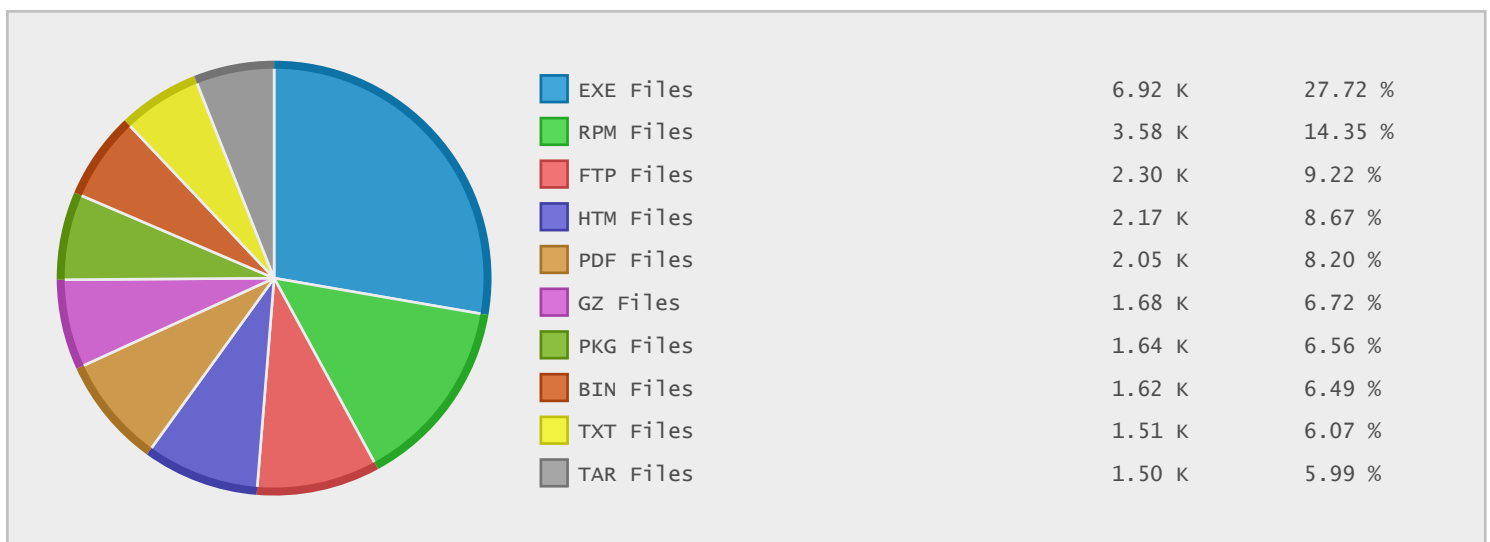 EXE Files 6.92 K 27.72 %
RPM Files 3.58 K 14.35 %
FTP Files 2.30 K 9.22 %
HTM Files 2.17 K 8.67 %
PDF Files 2.05 K 8.20 %
GZ Files 1.68 K 6.72 %
PKG Files 1.64 K 6.56 %
BIN Files 1.62 K 6.49 %
TXT Files 1.51 K 6.07 %
TAR Files 1.50 K 5.99 %